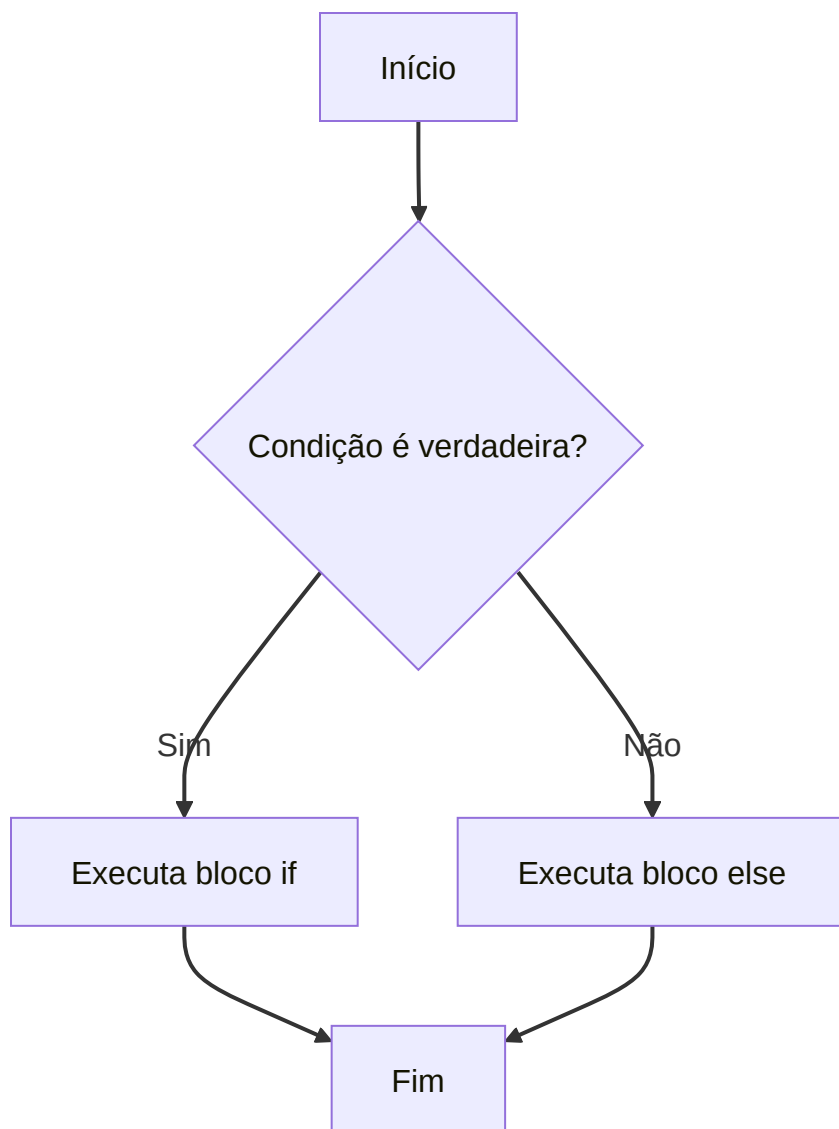 Início
Condição é verdadeira?
Sim
Não
Executa bloco if
Executa bloco else
Fim